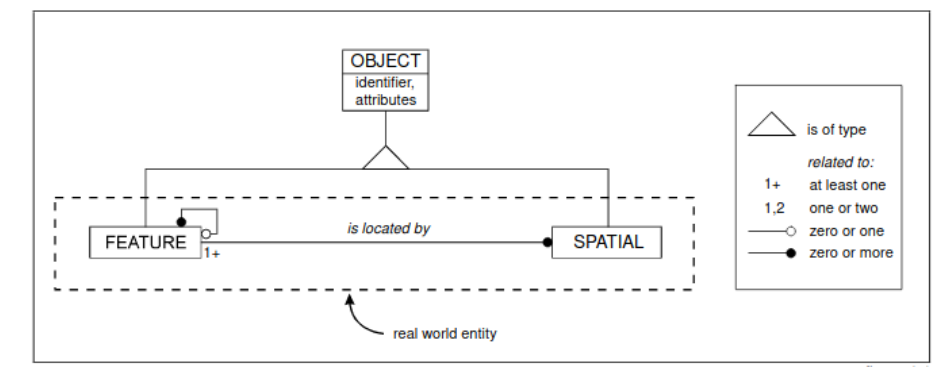 OBJECT
identifier,
attributes
is of type
related to:
1+ at least one
1,2 one or two
zero or one
zero or more
is located by
FEATURE
SPATIAL
1+
real world entity